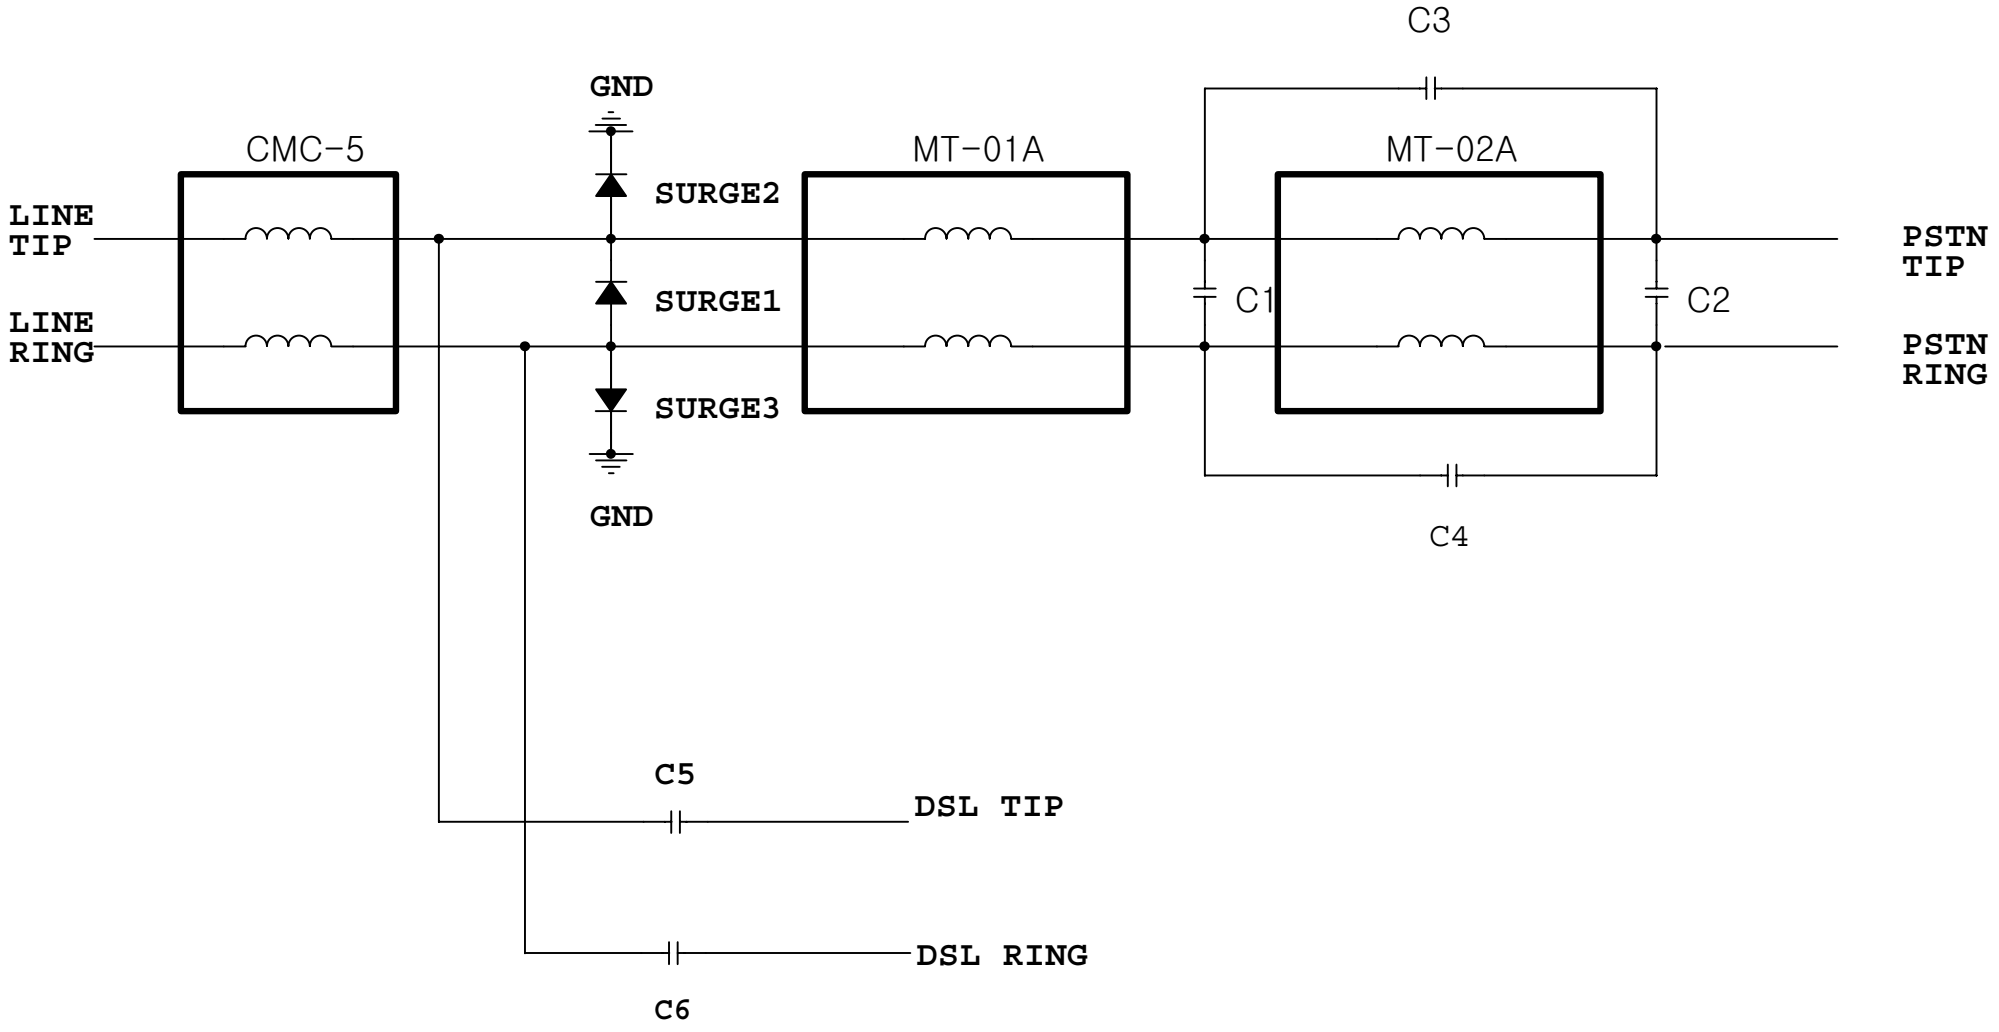 C3
GND
CMC-5
MT-01A
MT-02A
SURGE2
LINE
TIP
PSTN
TIP
SURGE1
C1
C2
LINE
RING
PSTN
RING
SURGE3
GND
C4
C5
DSL TIP
DSL RING
C6